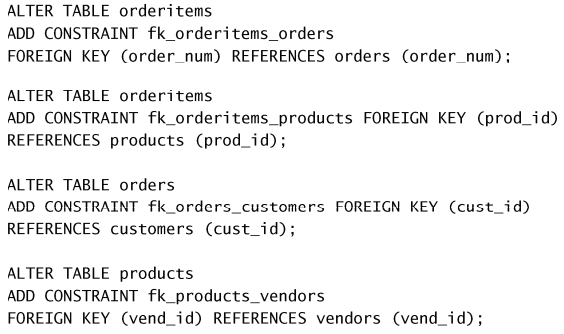 ALTER TABLE orderitems
ADD CONSTRAINT fk_orderitems_orders
FOREIGN KEY (order_num) REFERENCES orders (order_num);
ALTER TABLE orderitems
ADD CONSTRAINT fk_orderitems_products FOREIGN KEY (prod_id)
REFERENCES products (prod_id);
ALTER TABLE orders
ADD CONSTRAINT fk_orders_customers FOREIGN KEY (cust_id)
REFERENCES customers (cust_id);
ALTER TABLE products
ADD CONSTRAINT fk_products_vendors
FOREIGN KEY (vend_id) REFERENCES vendors (vend_id);